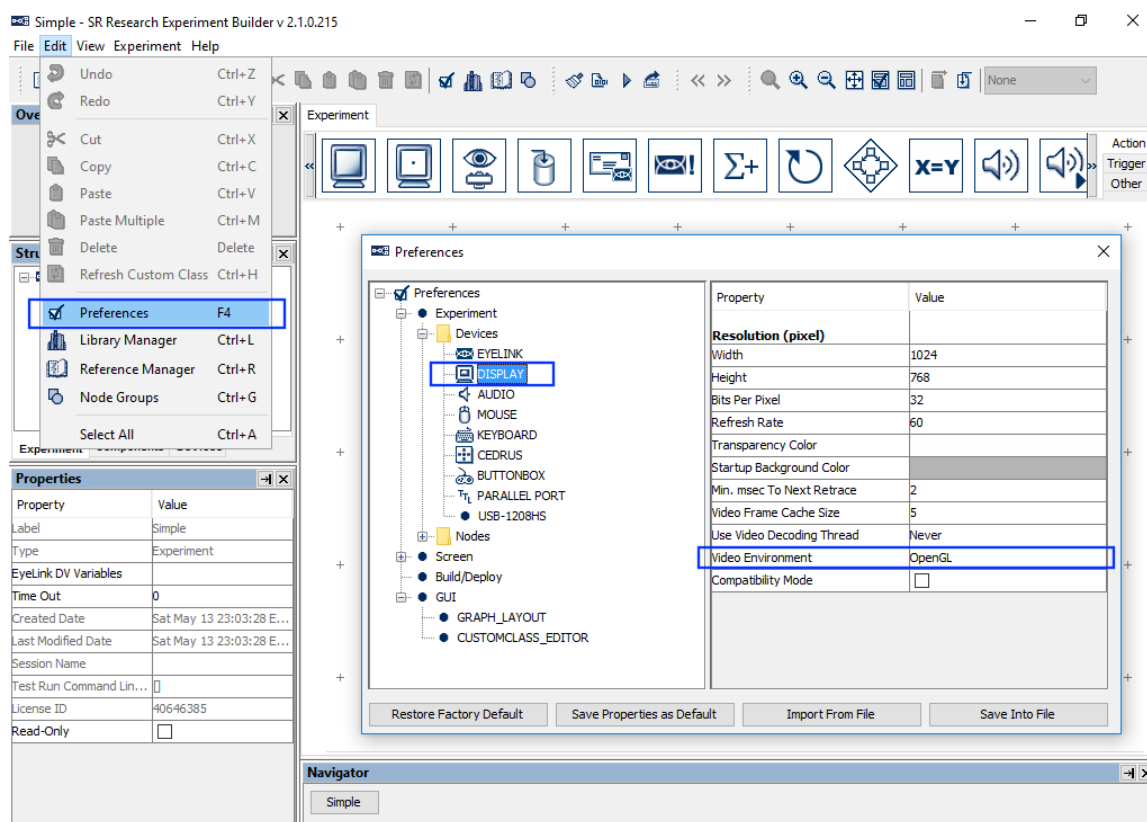 Simple - SR Research Experiment Builder v 2.1.0.215
File Edit View Experiment Help
Undo Ctrl+Z
Redo Ctrl+Y
Cut Ctrl+X
Copy Ctrl+C
Paste Ctrl+V
Paste Multiple Ctrl+M
Delete Delete
Refresh Custom Class Ctrl+H
Preferences F4
Library Manager Ctrl+L
Reference Manager Ctrl+R
Node Groups Ctrl+G
Select All Ctrl+A
None
Ove
Stru
Experiment
X=Y
Action
Trigger
Other
Preferences
Preferences
Experiment
Devices
EYELINK
DISPLAY
AUDIO
MOUSE
KEYBOARD
CEDRUS
BUTTONBOX
TTL PARALLEL PORT
USB-1208HS
Nodes
Screen
Build/Deploy
GUI
GRAPH_LAYOUT
CUSTOMCLASS_EDITOR
Property Value
Resolution (pixel)
Width 1024
Height 768
Bits Per Pixel 32
Refresh Rate 60
Transparency Color
Startup Background Color
Min. msec To Next Retrace 2
Video Frame Cache Size 5
Use Video Decoding Thread Never
Video Environment OpenGL
Compatibility Mode
Restore Factory Default Save Properties as Default Import From File Save Into File
Properties
Property Value
Label Simple
Type Experiment
EyeLink DV Variables
Time Out 0
Created Date Sat May 13 23:03:28 E...
Last Modified Date Sat May 13 23:03:28 E...
Session Name
Test Run Command Lin... []
License ID 40646385
Read-Only
Navigator
Simple